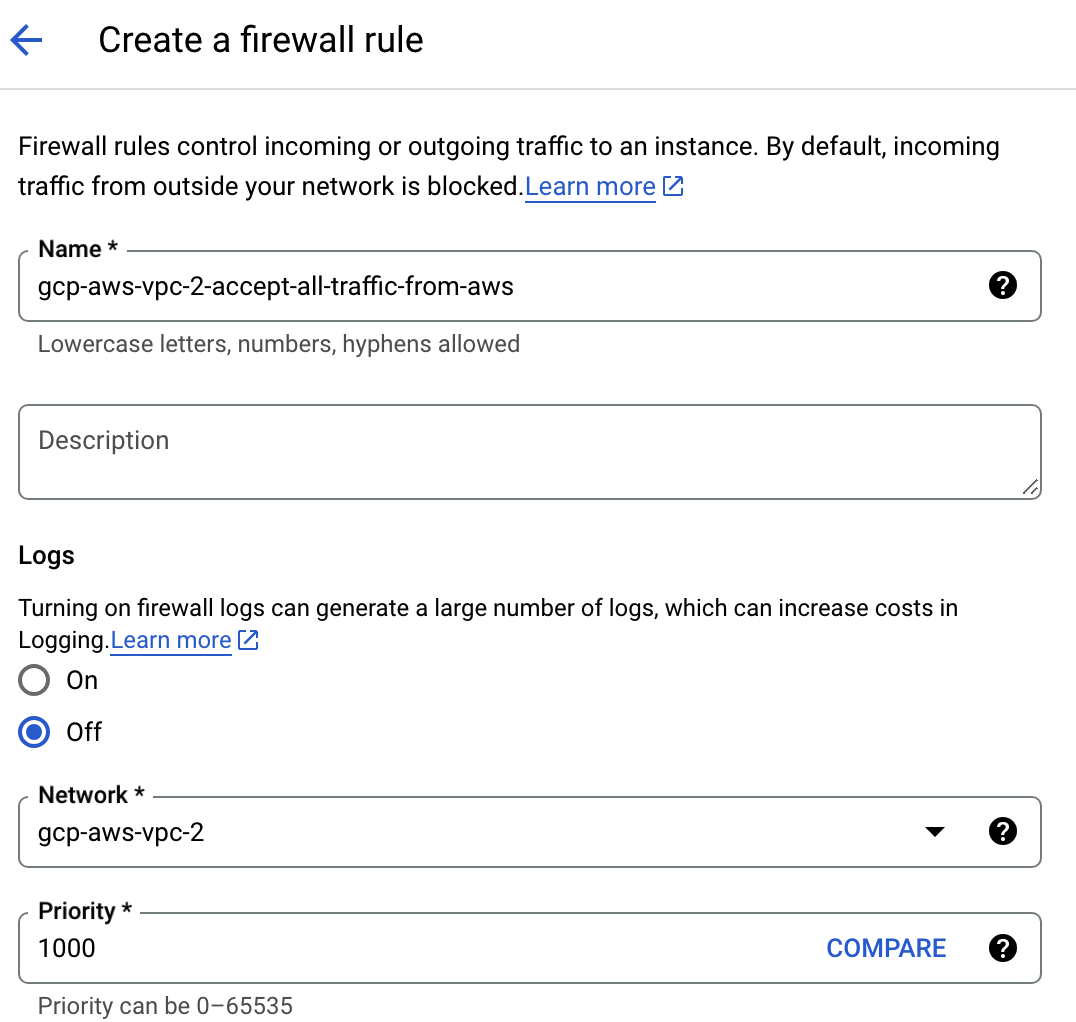 Create a firewall rule
Firewall rules control incoming or outgoing traffic to an instance. By default, incoming
traffic from outside your network is blocked.Learn more
Name *
gcp-aws-vpc-2-accept-all-traffic-from-aws
Lowercase letters, numbers, hyphens allowed
Description
Logs
Turning on firewall logs can generate a large number of logs, which can increase costs in
Logging.Learn more
On
Off
Network *
gcp-aws-vpc-2
Priority *
1000 COMPARE
Priority can be 0–65535